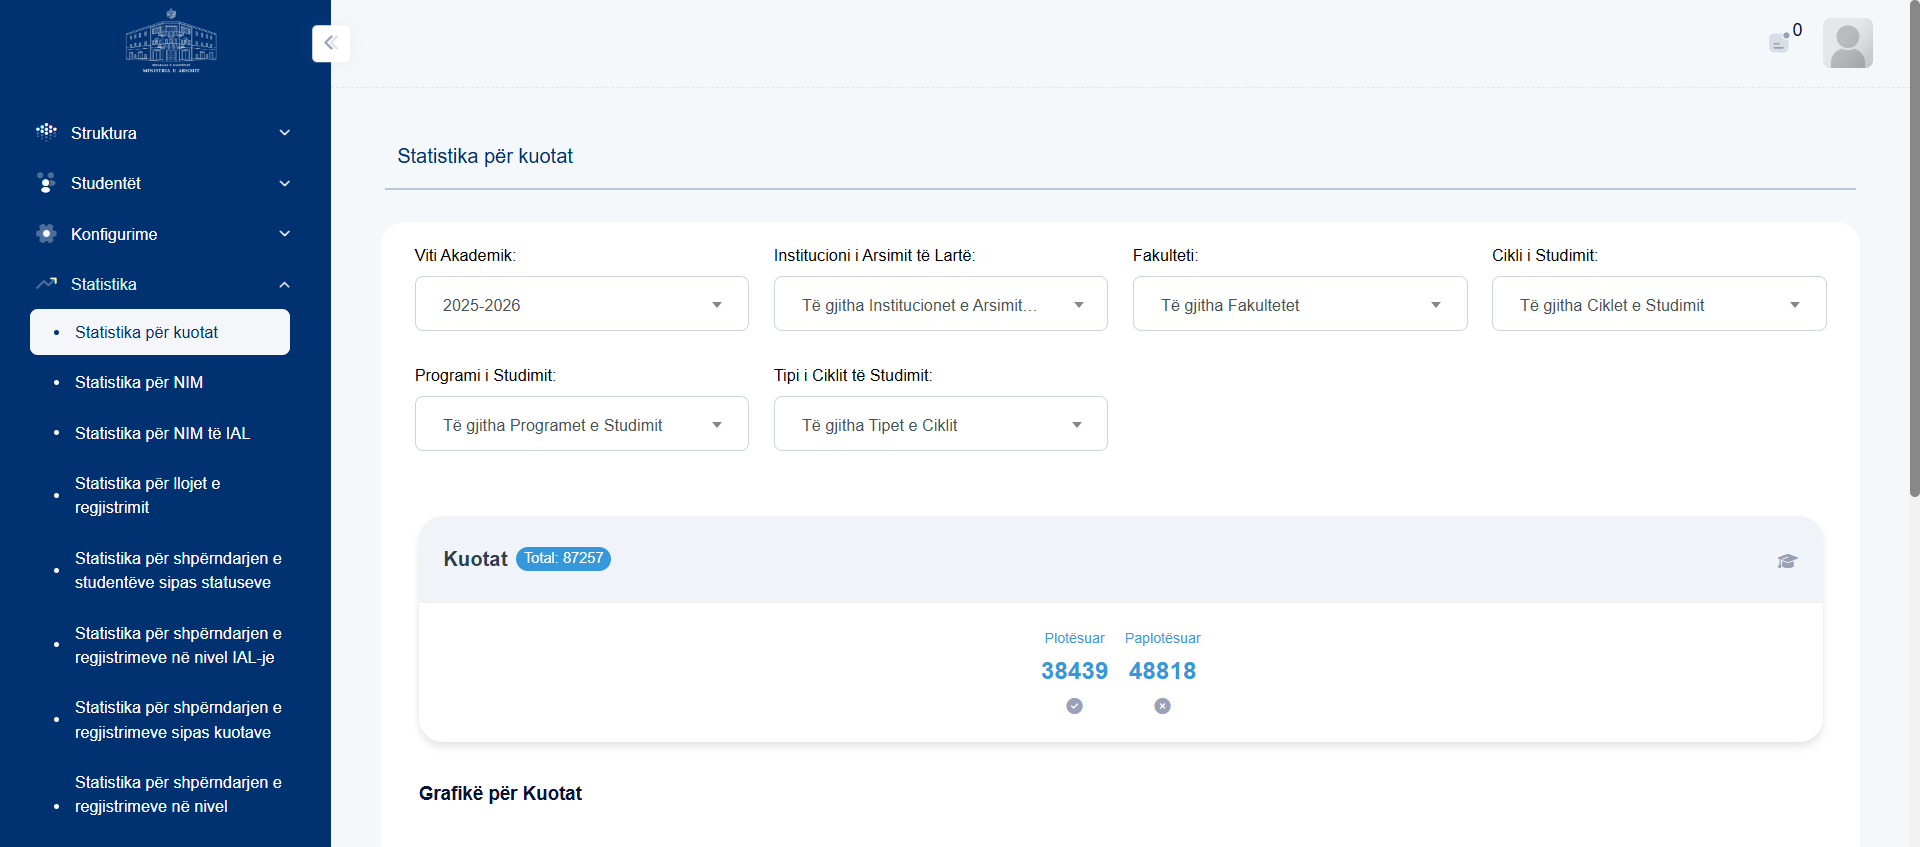 MINISTRIA E ARSIMIT
Struktura
Studentët
Konfigurime
Statistika
Statistika për kuotat
Statistika për NIM
Statistika për NIM të IAL
Statistika për llojet e
regjistrimit
Statistika për shpërndarjen e
studentëve sipas statuseve
Statistika për shpërndarjen e
regjistrimeve në nivel IAL-je
Statistika për shpërndarjen e
regjistrimeve sipas kuotave
Statistika për shpërndarjen e
regjistrimeve në nivel
0
Statistika për kuotat
Viti Akademik:
2025-2026
Institucioni i Arsimit të Lartë:
Të gjitha Institucionet e Arsimit...
Fakulteti:
Të gjitha Fakultetet
Cikli i Studimit:
Të gjitha Ciklet e Studimit
Programi i Studimit:
Të gjitha Programet e Studimit
Tipi i Ciklit të Studimit:
Të gjitha Tipet e Ciklit
Kuotat Total: 87257
Plotësuar
38439
Paplotësuar
48818
Grafikë për Kuotat